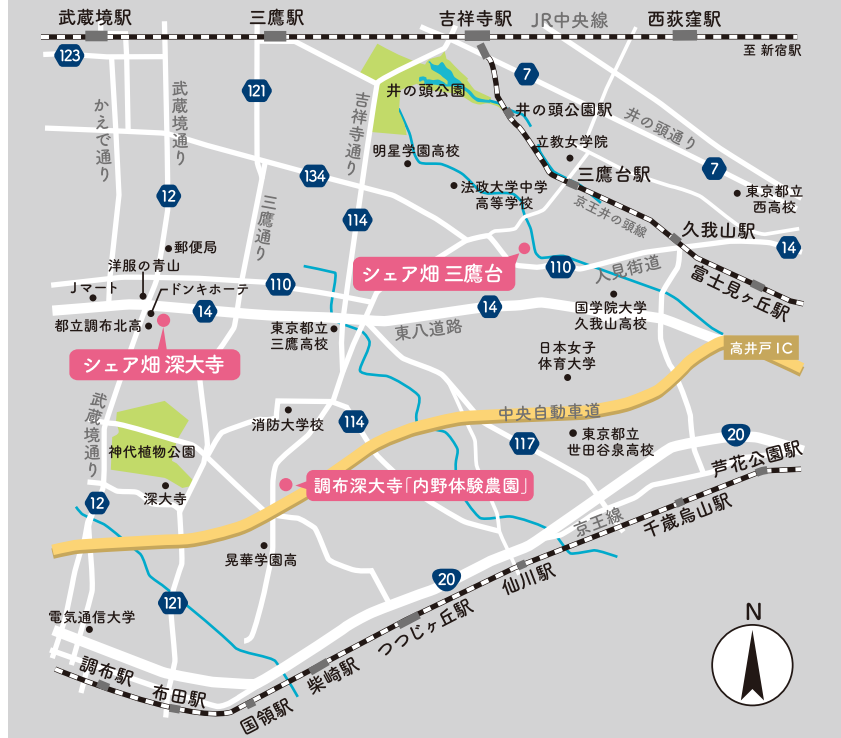 武蔵境駅
三鷹駅
吉祥寺駅
JR中央線
西荻窪駅
至 新宿駅
123
7
121
かえで通り
武蔵境通り
吉祥寺通り
井の頭公園
井の頭公園駅
井の頭通り
立教女学院
明星学園高校
7
三鷹台駅
134
法政大学中学
高等学校
東京都立
西高校
12
三鷹通り
114
京王井の頭線
久我山駅
14
郵便局
シェア畑 三鷹台
110
人見街道
富士見ヶ丘駅
洋服の青山
Jマート
ドンキホーテ
110
14
14
国学院大学
久我山高校
都立調布北高
東京都立
三鷹高校
東八道路
高井戸 IC
シェア畑 深大寺
日本女子
体育大学
武蔵境通り
消防大学校
114
中央自動車道
117
東京都立
世田谷泉高校
20
芦花公園駅
神代植物公園
深大寺
調布深大寺「内野体験農園」
12
京王線
千歳烏山駅
晃華学園高
20
仙川駅
121
電気通信大学
つつじヶ丘駅
N
調布駅
柴崎駅
布田駅
国領駅